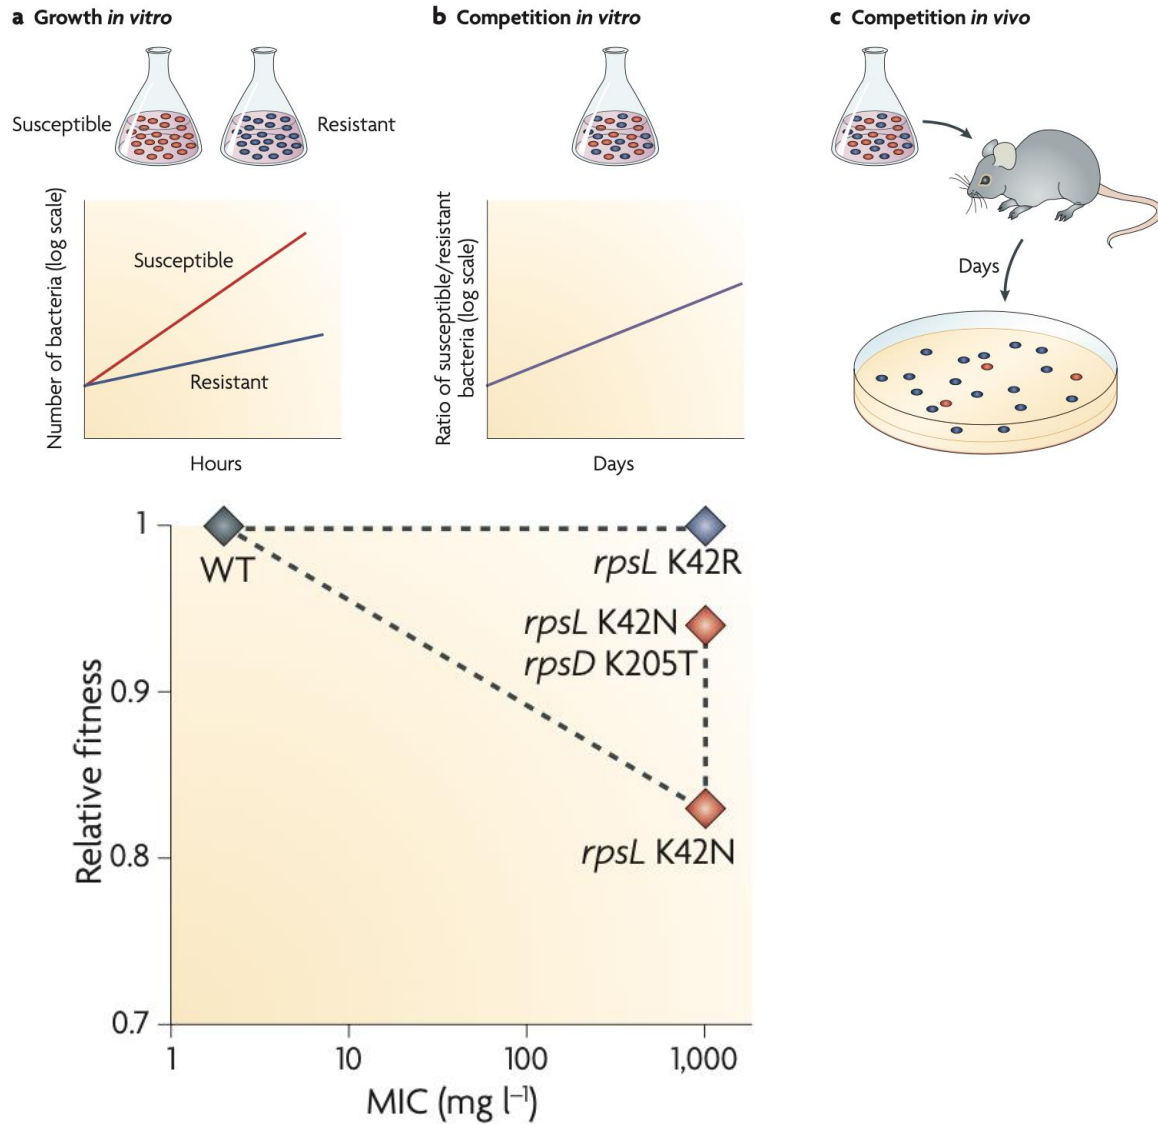 a Growth in vitro
Susceptible
Resistant
Number of bacteria (log scale)
Susceptible
Resistant
Hours
b Competition in vitro
Ratio of susceptible/resistant
bacteria (log scale)
Days
c Competition in vivo
Days
1
0.9
0.8
0.7
Relative fitness
WT
rpsL K42R
rpsL K42N
rpsD K205T
rpsL K42N
1
10
100
1,000
MIC (mg l⁻¹)